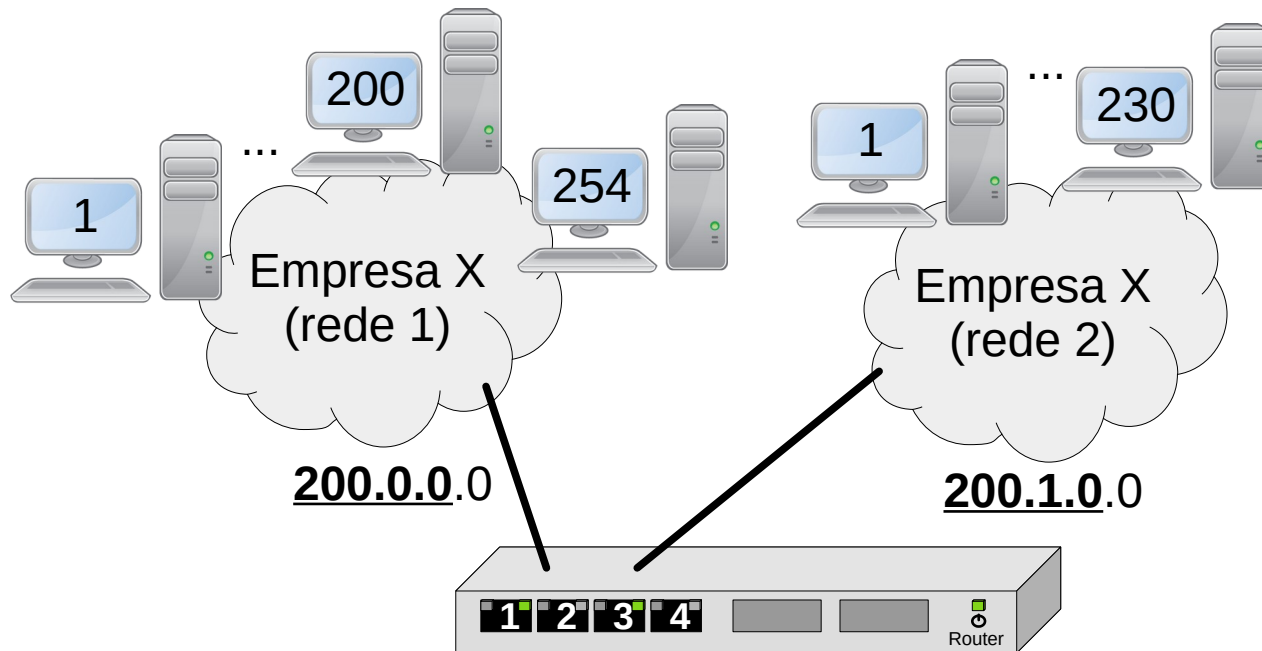 200
...
1
254
Empresa X
(rede 1)
200.0.0.0
...
230
1
Empresa X
(rede 2)
200.1.0.0
1 2 3 4
Router